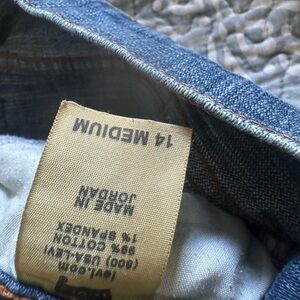 levi.com
(800) USA-LEVI
99% COTTON
1% SPANDEX
MADE IN
JORDAN
14 MEDIUM